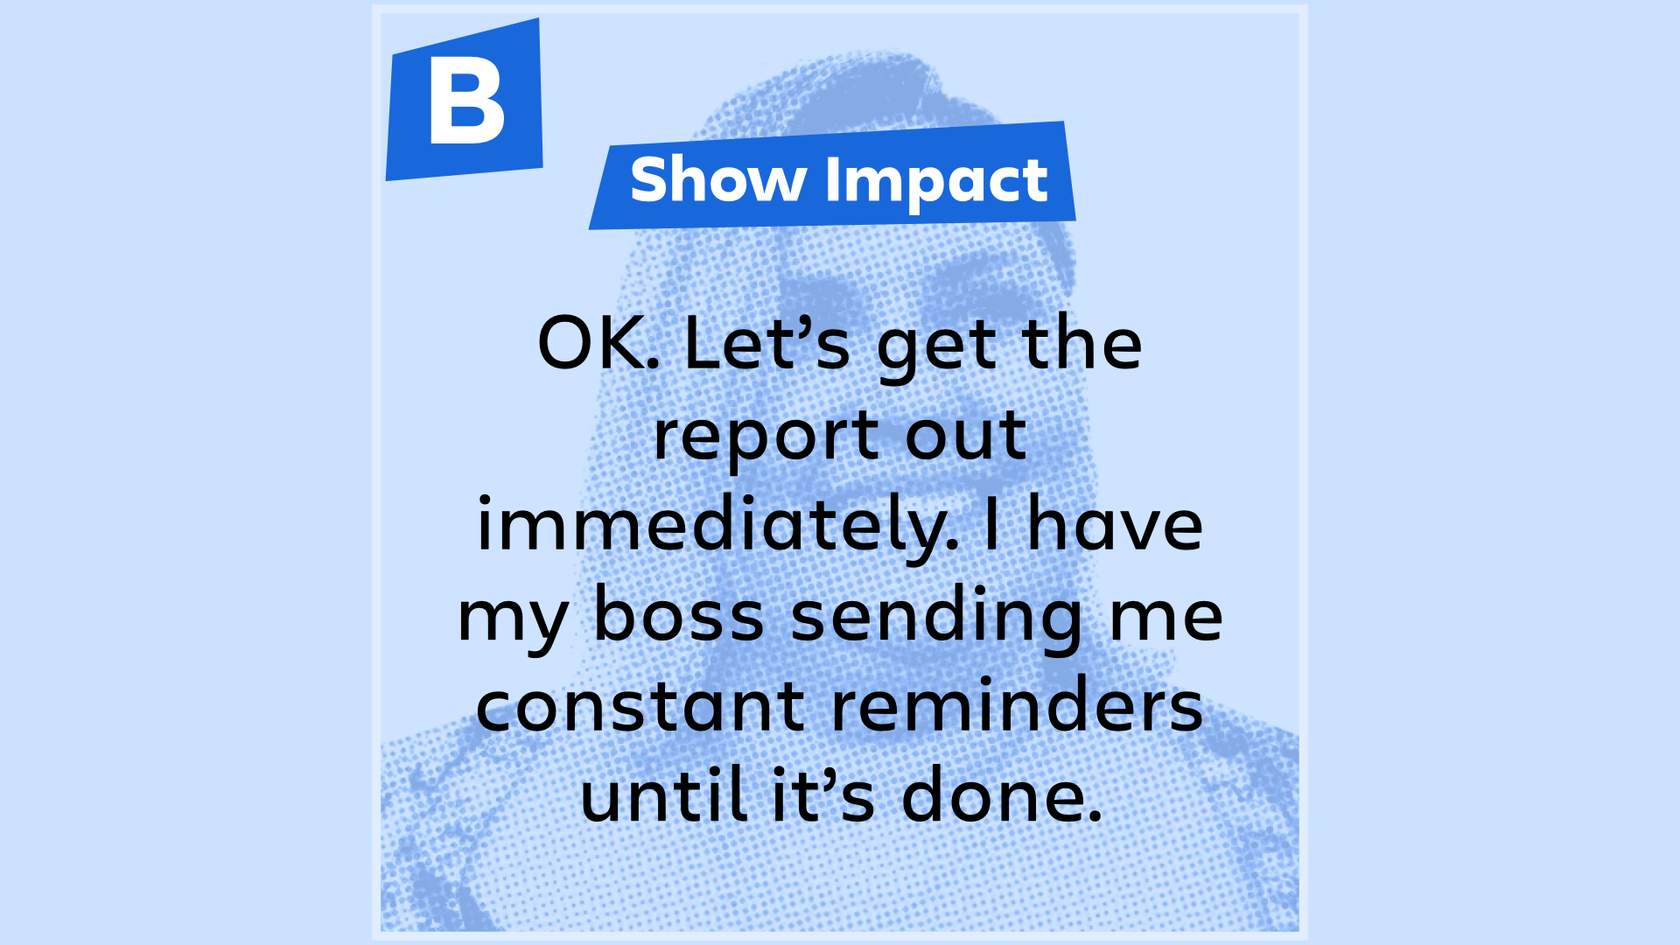 B
Show Impact
OK. Let’s get the
report out
immediately. I have
my boss sending me
constant reminders
until it’s done.